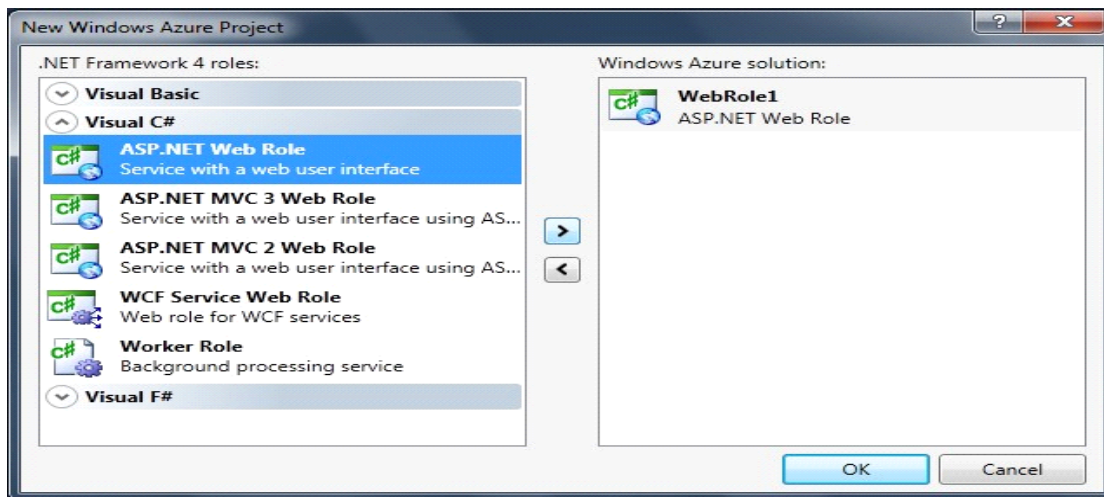 New Windows Azure Project
.NET Framework 4 roles:
Visual Basic
Visual C#
C# ASP.NET Web Role
Service with a web user interface
C# ASP.NET MVC 3 Web Role
Service with a web user interface using AS...
C# ASP.NET MVC 2 Web Role
Service with a web user interface using AS...
C# WCF Service Web Role
Web role for WCF services
C# Worker Role
Background processing service
Visual F#
>
<
Windows Azure solution:
C# WebRole1
ASP.NET Web Role
OK
Cancel